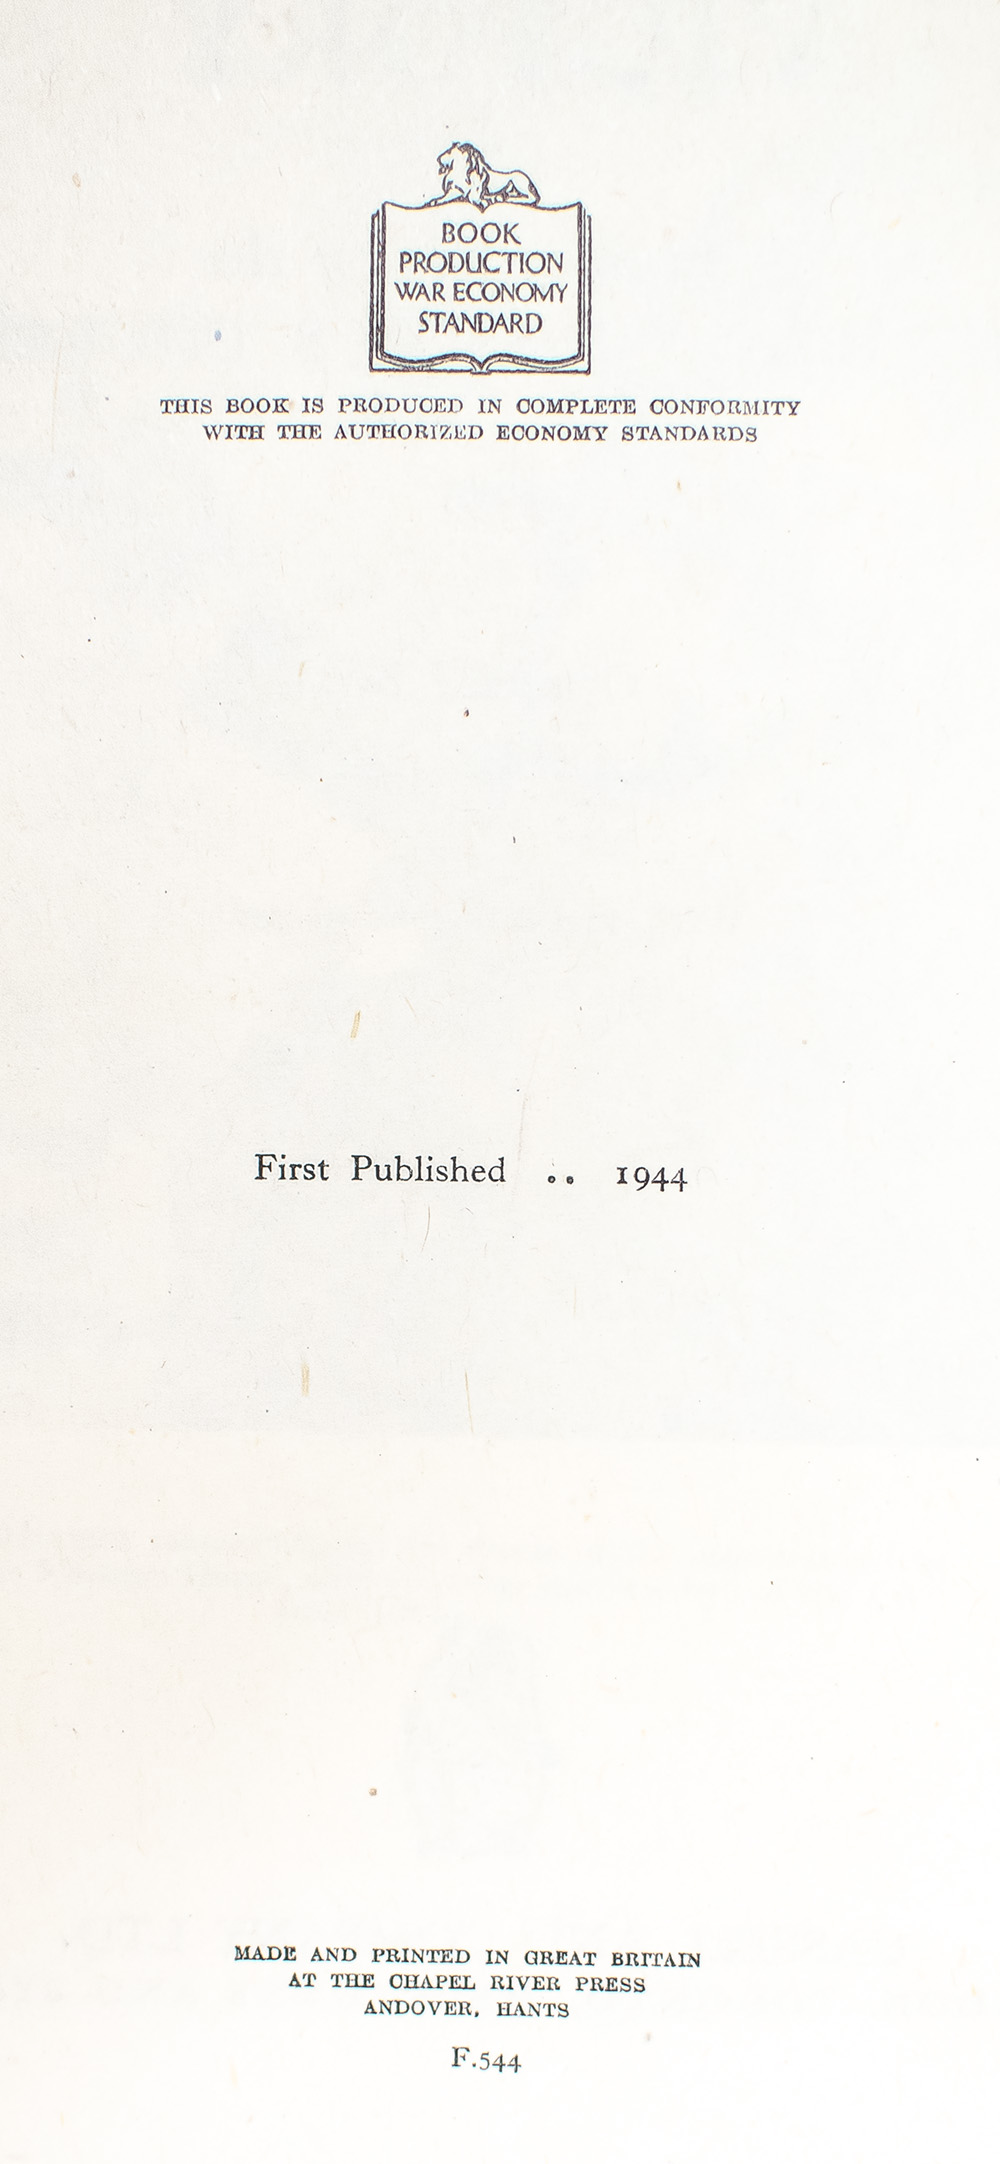 BOOK
PRODUCTION
WAR ECONOMY
STANDARD
THIS BOOK IS PRODUCED IN COMPLETE CONFORMITY
WITH THE AUTHORIZED ECONOMY STANDARDS
First Published .. 1944
MADE AND PRINTED IN GREAT BRITAIN
AT THE CHAPEL RIVER PRESS
ANDOVER, HANTS
F.544